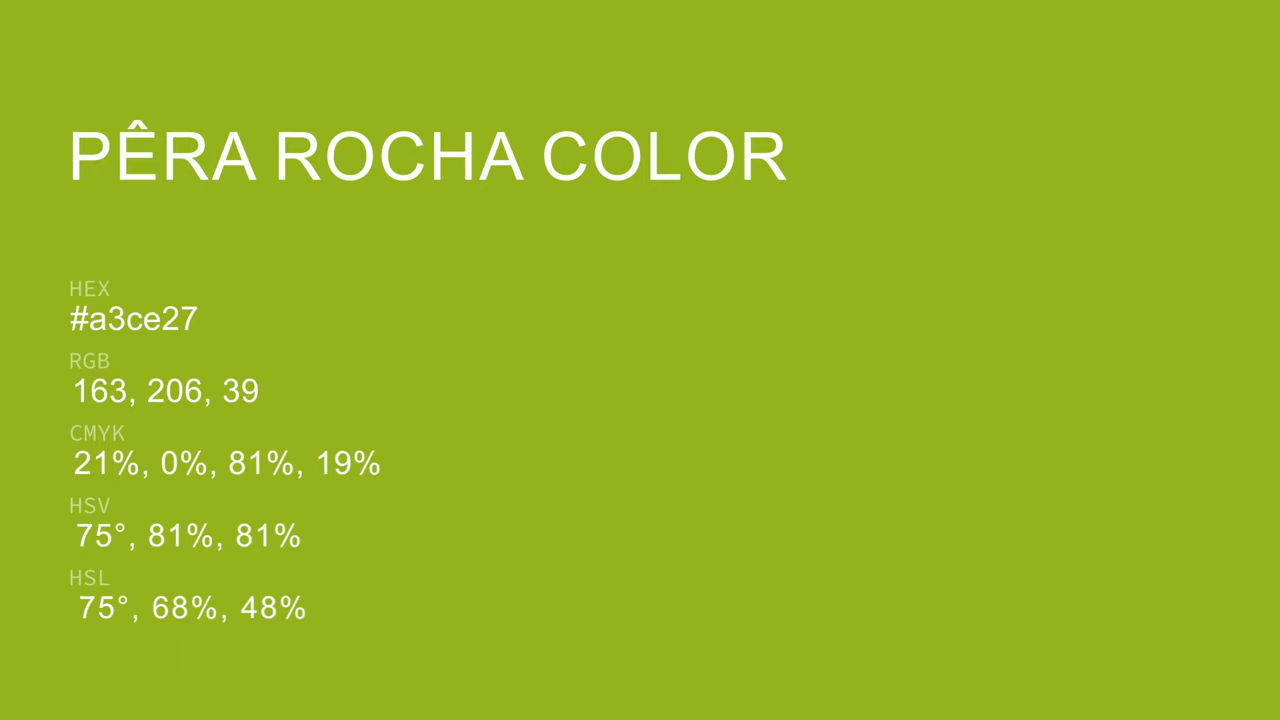 PÊRA ROCHA COLOR
HEX
#a3ce27
RGB
163, 206, 39
CMYK
21%, 0%, 81%, 19%
HSV
75°, 81%, 81%
HSL
75°, 68%, 48%